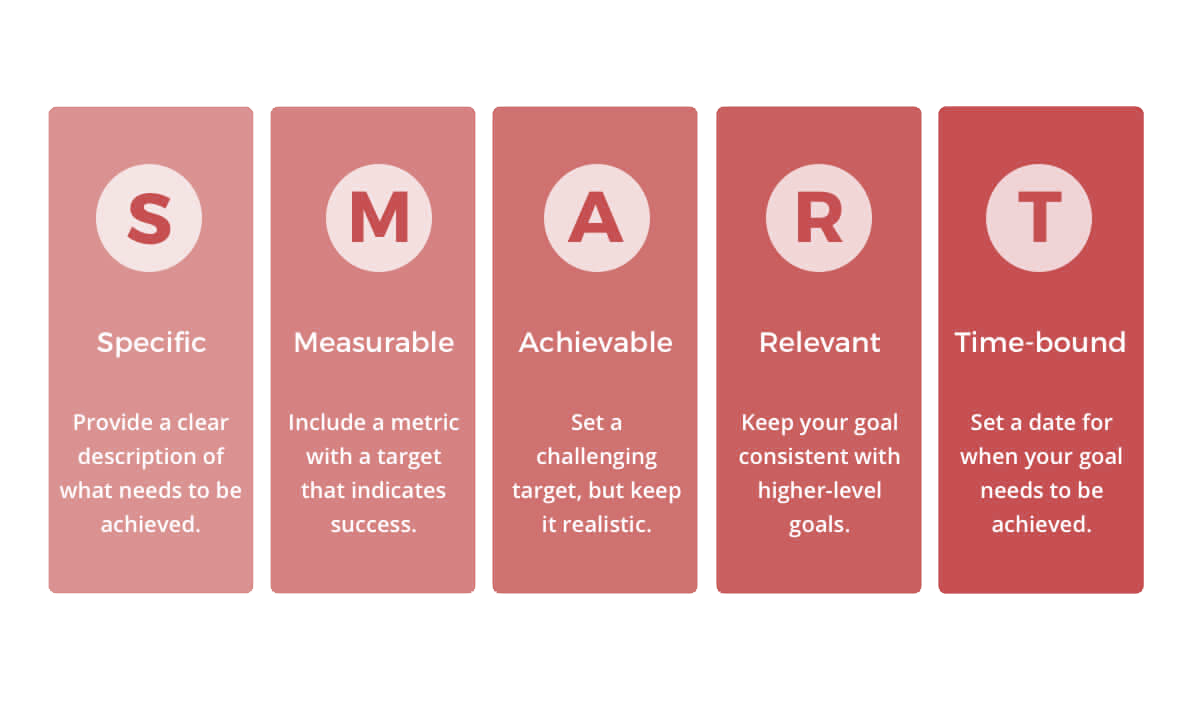 S
Specific
Provide a clear
description of
what needs to be
achieved.
M
Measurable
Include a metric
with a target
that indicates
success.
A
Achievable
Set a
challenging
target, but keep
it realistic.
R
Relevant
Keep your goal
consistent with
higher-level
goals.
T
Time-bound
Set a date for
when your goal
needs to be
achieved.